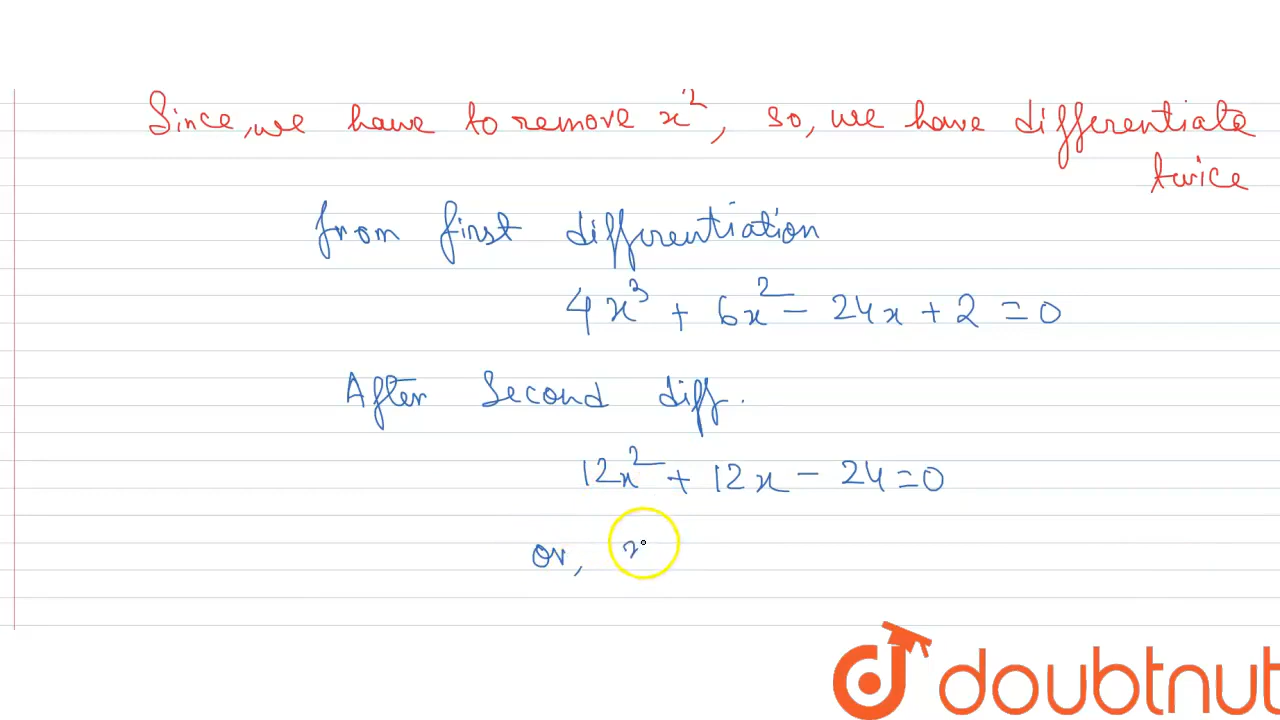 Since, we have to remove x², so, we have differentiate
twice
from first differentiation
4x³ + 6x² - 24x + 2 = 0
After Second diff.
12x² + 12x - 24 = 0
or, x
doubtnut